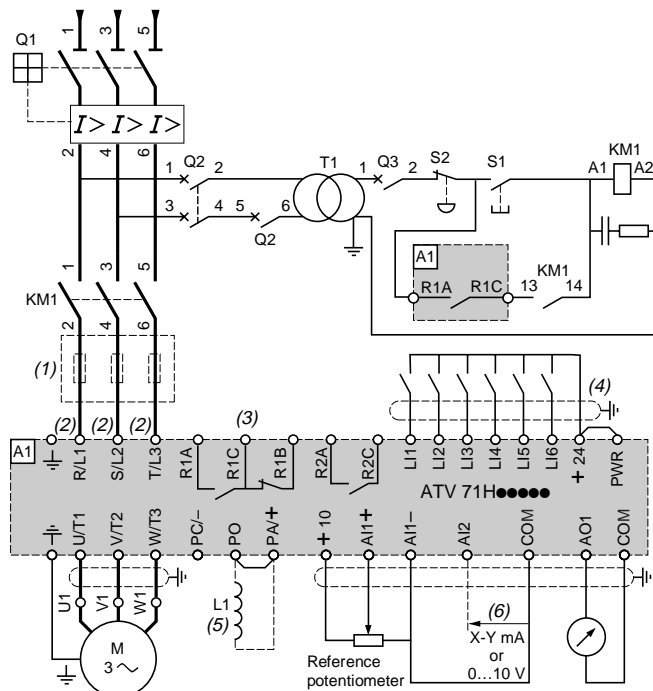 1 3 5
Q1
I> I> I>
2 4 6
1 Q2 2 T1 1 Q3 2 S2 S1 KM1
A1 A2
3 4 5 6
Q2
A1
R1A R1C 13 KM1 14
1 3 5
KM1
2 4 6
(1)
(2) (2) (2) (3) (4)
A1
R/L1 S/L2 T/L3 R1A R1C R1B R2A R2C LI1 LI2 LI3 LI4 LI5 LI6 + 24 PWR
ATV 71H●●●●●
U/T1 V/T2 W/T3 PC/– PO PA/+ + 10 AI1+ AI1– AI2 COM AO1 COM
U1 V1 W1
L1
(5)
(6)
X-Y mA
or
0...10 V
M
3 ~
Reference
potentiometer